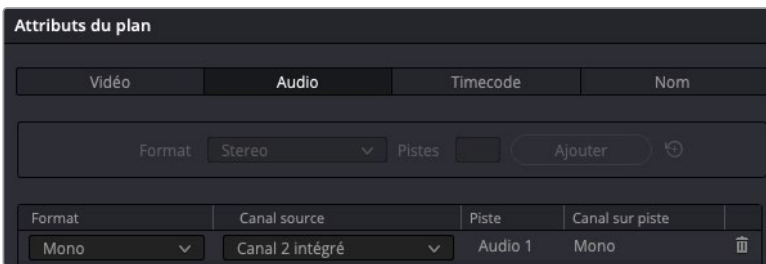 Attributs du plan
Vidéo Audio Timecode Nom
Format Stereo Pistes Ajouter
Format Canal source Piste Canal sur piste
Mono Canal 2 intégré Audio 1 Mono